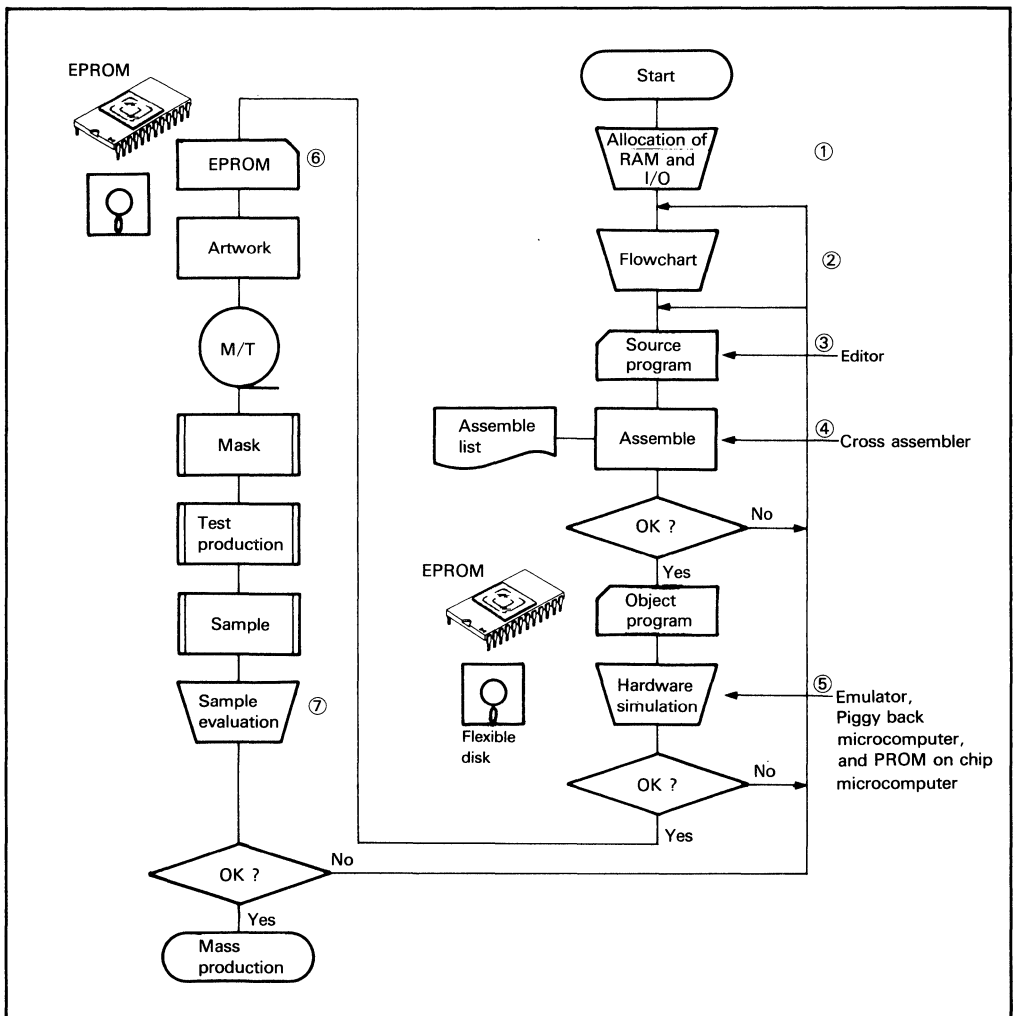 EPROM
EPROM
⑥
Artwork
M/T
Mask
Test
production
Sample
Sample
evaluation
⑦
OK ?
No
Yes
Mass
production
Start
Allocation of
RAM and
I/O
①
Flowchart
②
Source
program
③
Editor
Assemble
list
Assemble
④
Cross assembler
OK ?
No
Yes
EPROM
Object
program
Flexible
disk
Hardware
simulation
⑤
Emulator,
Piggy back
microcomputer,
and PROM on chip
microcomputer
OK ?
No
Yes